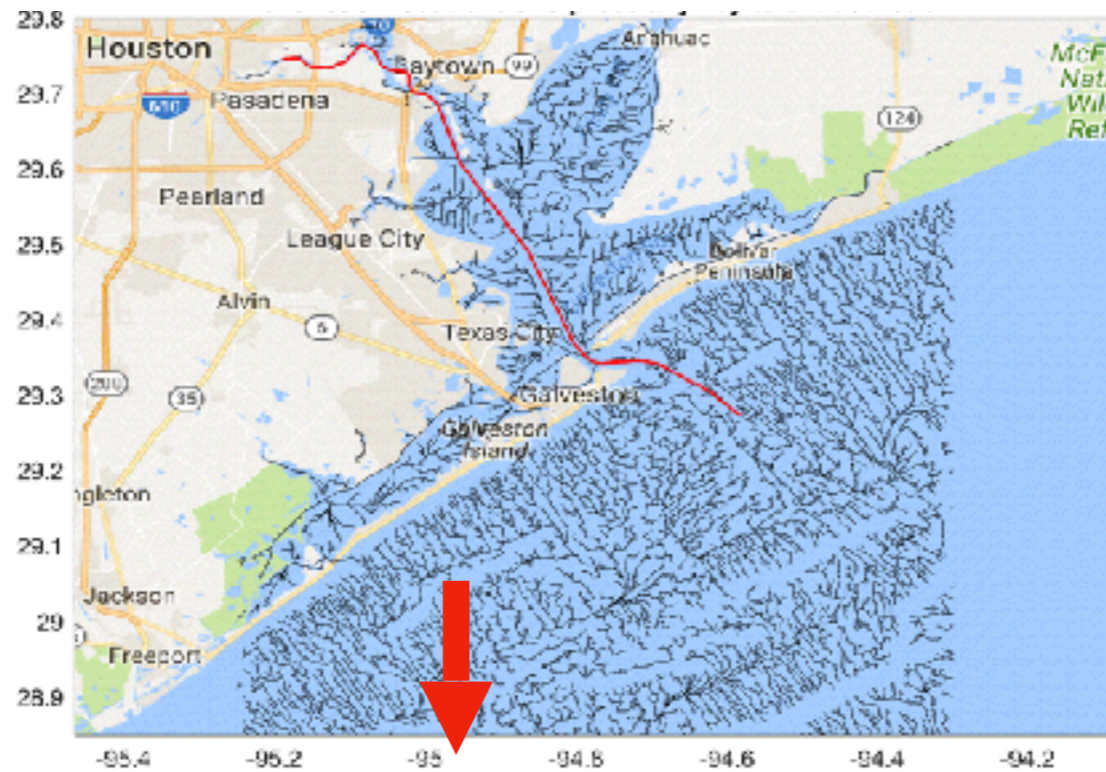 29.8
Houston
Anahuac
Baytown
99
McF
Nat
Wil
Ref
29.7
610
Pasadena
124
29.6
Pearland
29.5
League City
Bolivar
Peninsula
29.4
Alvin
6
Texas City
29.3
35
Galveston
Galveston
Island
29.2
ngleton
29.1
Jackson
29
Freeport
28.9
-95.4
-95.2
-95
-94.8
-94.6
-94.4
-94.2